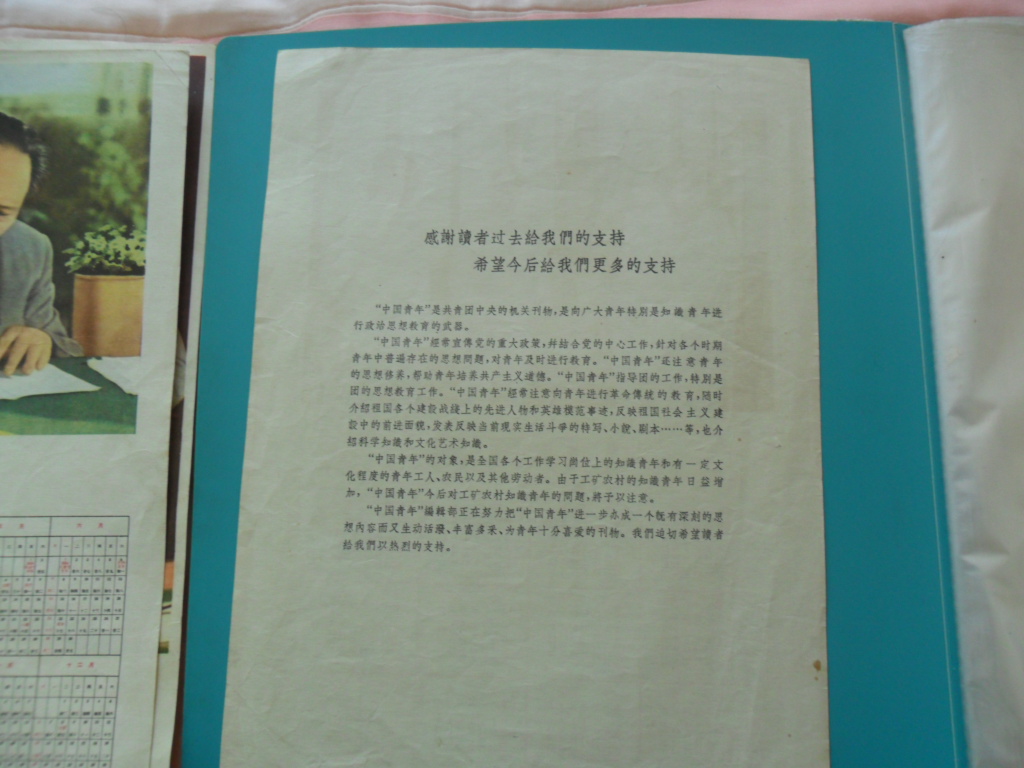 感謝讀者过去給我們的支持
希望今后給我們更多的支持
“中国青年”是共青团中央的机关刊物，是向广大青年特別是知識青年进
行政治思想教育的武器。
“中国青年”經常宣傳党的重大政策，并結合党的中心工作，針对各个时期
青年中普遍存在的思想問題，对青年及时进行教育。“中国青年”还注意青年
的思想修养，帮助青年培养共产主义道德。“中国青年”指导团的工作，特別是
团的思想教育工作。“中国青年”經常注意向青年进行革命傳統的教育，随时
介紹祖国各个建設战綫上的先进人物和英雄模范事迹，反映祖国社会主义建
設中的前进面貌，发表反映当前現实生活斗爭的特写、小說、剧本……等，也介
紹科学知識和文化艺术知識。
“中国青年”的对象，是全国各个工作学习崗位上的知識青年和有一定文
化程度的青年工人、农民以及其他劳动者。由于工矿农村的知識青年日益增
加，“中国青年”今后对工矿农村知識青年的問題，將予以注意。
“中国青年”編輯部正在努力把“中国青年”进一步办成一个既有深刻的思
想內容而又生动活潑、丰富多采、为青年十分喜爱的刊物。我們迫切希望讀者
給我們以热烈的支持。
六月
十二月